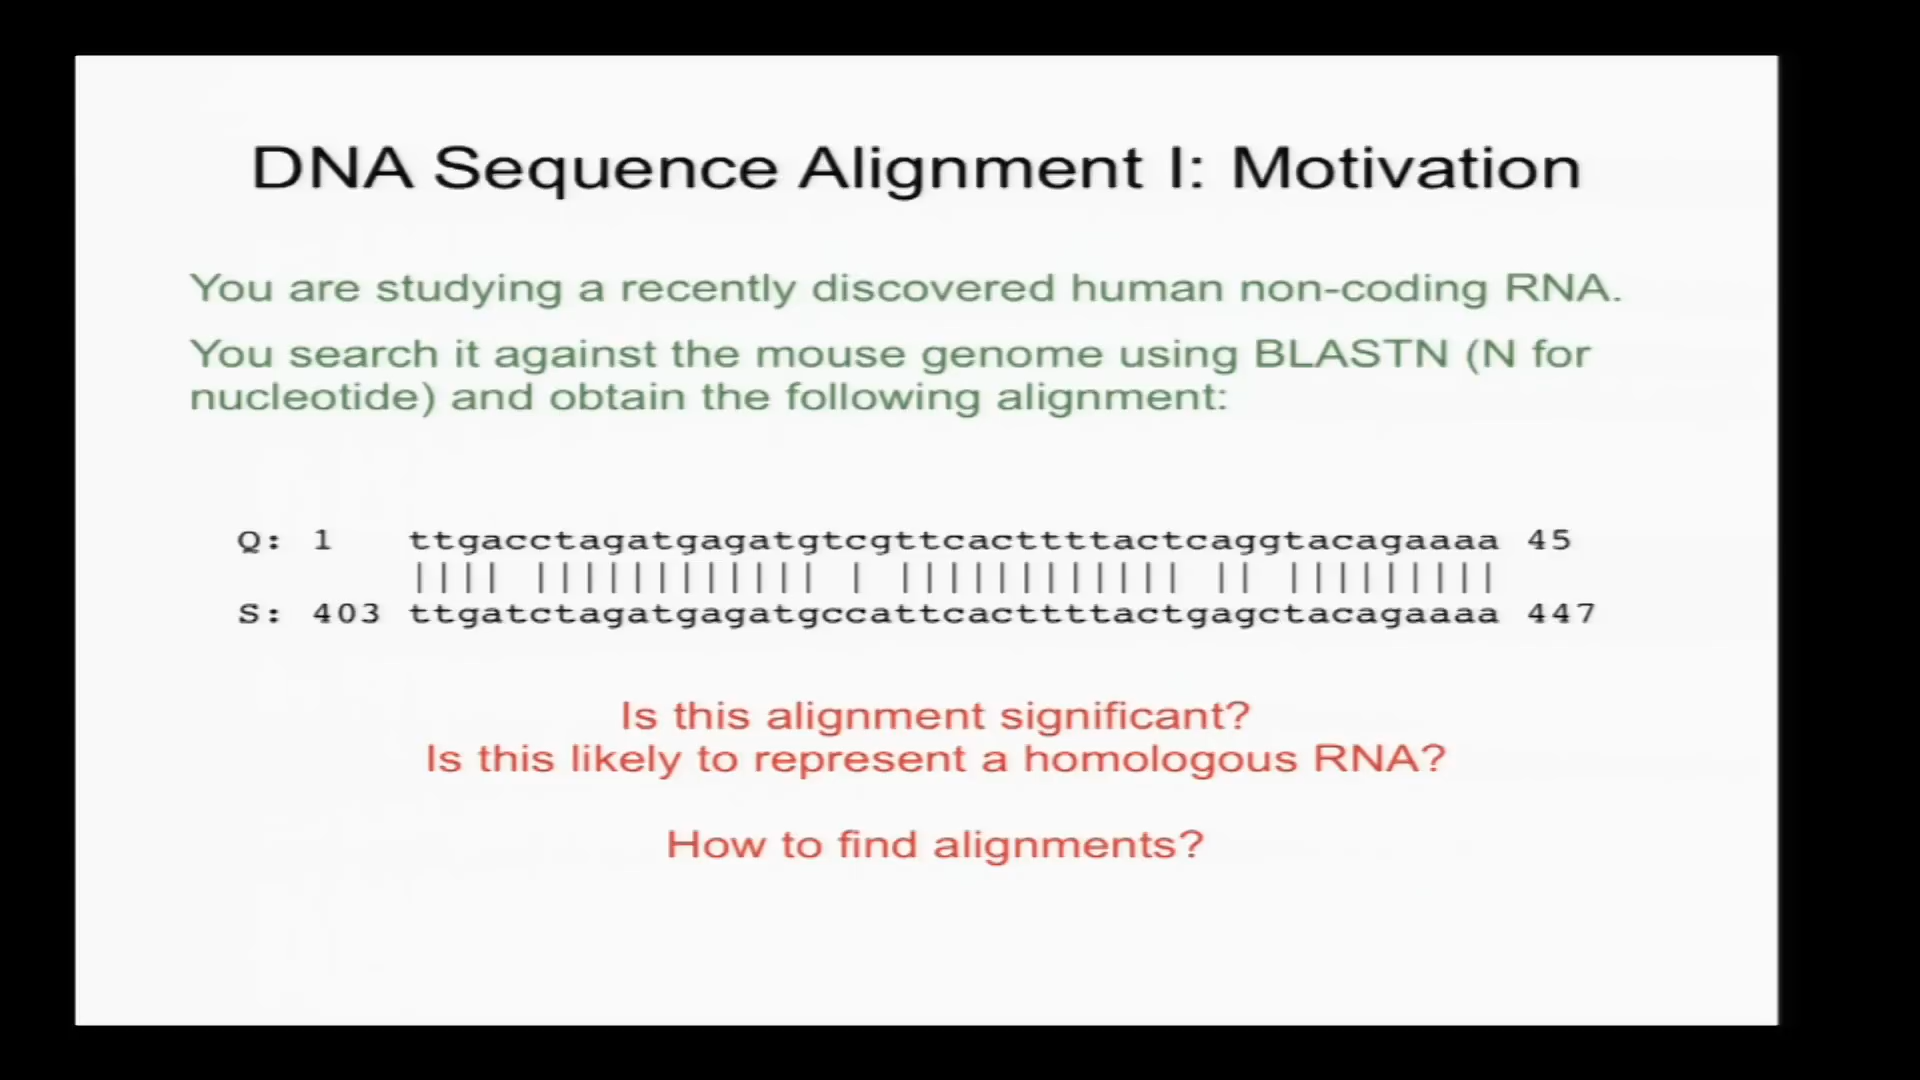 DNA Sequence Alignment I: Motivation
You are studying a recently discovered human non-coding RNA.
You search it against the mouse genome using BLASTN (N for
nucleotide) and obtain the following alignment:
Q: 1 ttgacctagatgagatgtcgttcacttttactcaggtacagaaaa 45
|||| |||||||||||| | |||||||||||| || |||||||||
S: 403 ttgatctagatgagatgccattcacttttactgagctacagaaaa 447
Is this alignment significant?
Is this likely to represent a homologous RNA?
How to find alignments?